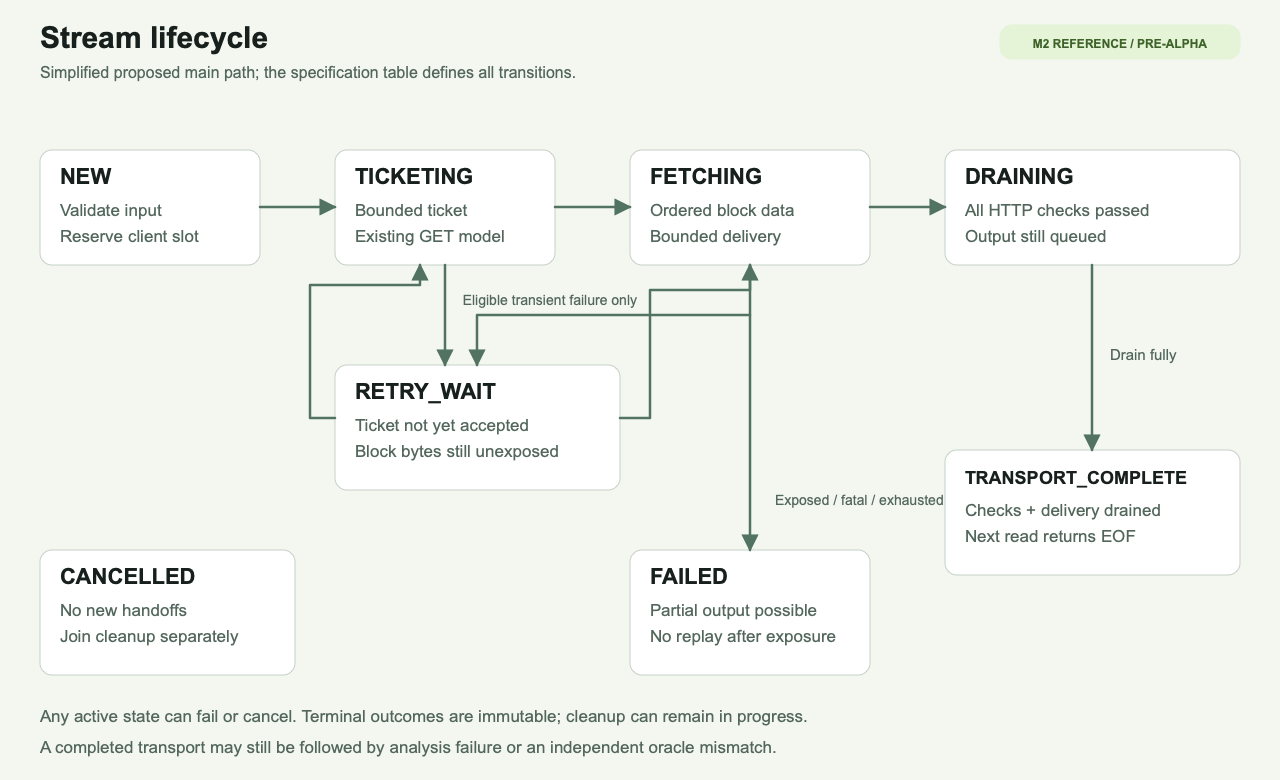 Stream lifecycle
M2 REFERENCE / PRE-ALPHA
Simplified proposed main path; the specification table defines all transitions.
NEW
Validate input
Reserve client slot
TICKETING
Bounded ticket
Existing GET model
FETCHING
Ordered block data
Bounded delivery
DRAINING
All HTTP checks passed
Output still queued
Eligible transient failure only
Drain fully
RETRY_WAIT
Ticket not yet accepted
Block bytes still unexposed
Exposed / fatal / exhausted
TRANSPORT_COMPLETE
Checks + delivery drained
Next read returns EOF
CANCELLED
No new handoffs
Join cleanup separately
FAILED
Partial output possible
No replay after exposure
Any active state can fail or cancel. Terminal outcomes are immutable; cleanup can remain in progress.
A completed transport may still be followed by analysis failure or an independent oracle mismatch.